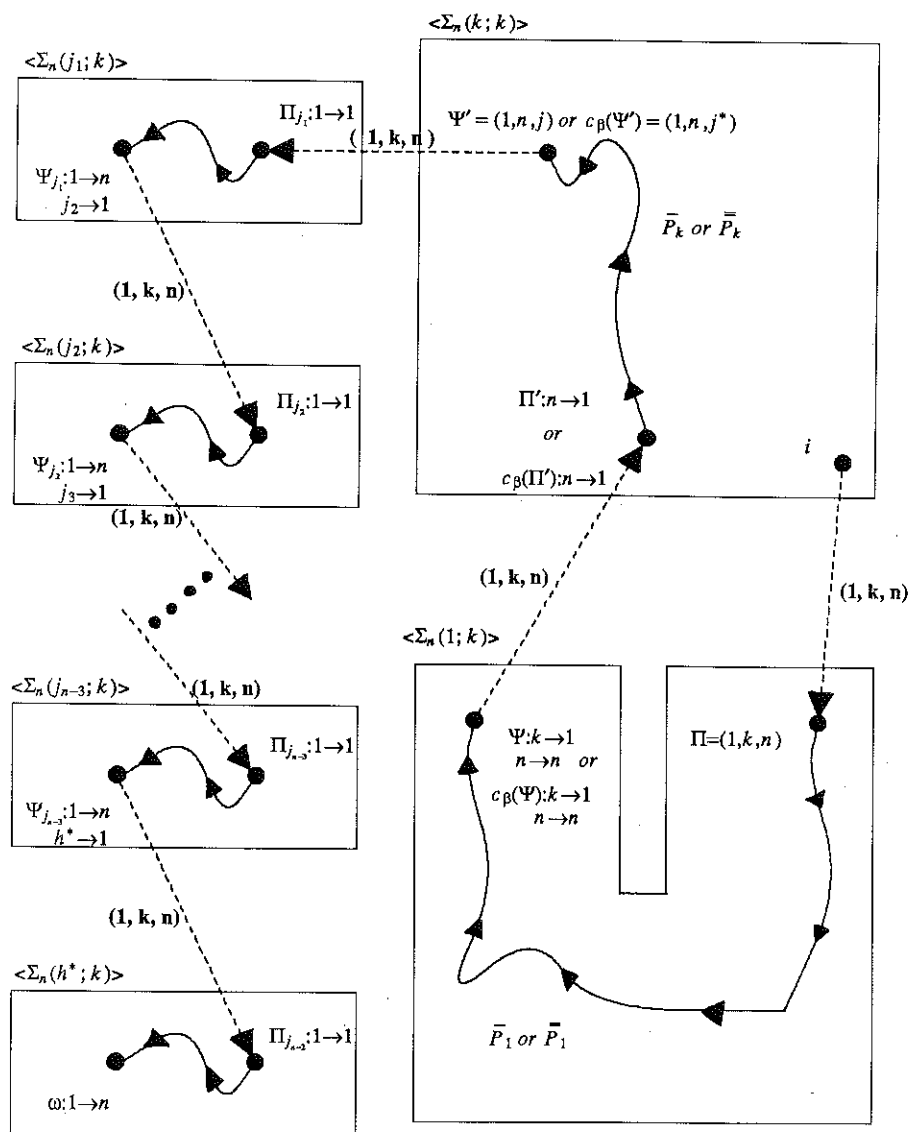 <Σₙ(k; k)>
<Σₙ(j₁; k)>
Πⱼ₁:1→1
Ψ' = (1,n,j) or c_β(Ψ') = (1,n,j*)
(1, k, n)
Ψⱼ₁:1→n
j₂→1
P̄ₖ or P̿ₖ
(1, k, n)
<Σₙ(j₂; k)>
Πⱼ₂:1→1
Π':n→1
or
c_β(Π'):n→1
i
Ψⱼ₂:1→n
j₃→1
(1, k, n)
(1, k, n)
(1, k, n)
<Σₙ(1; k)>
<Σₙ(jₙ₋₃; k)>
(1, k, n)
Πⱼₙ₋₃:1→1
Ψ:k→1
n→n or
c_β(Ψ):k→1
n→n
Π=(1,k,n)
Ψⱼₙ₋₃:1→n
h*→1
(1, k, n)
<Σₙ(h*; k)>
Πⱼₙ₋₂:1→1
P̄₁ or P̿₁
ω:1→n